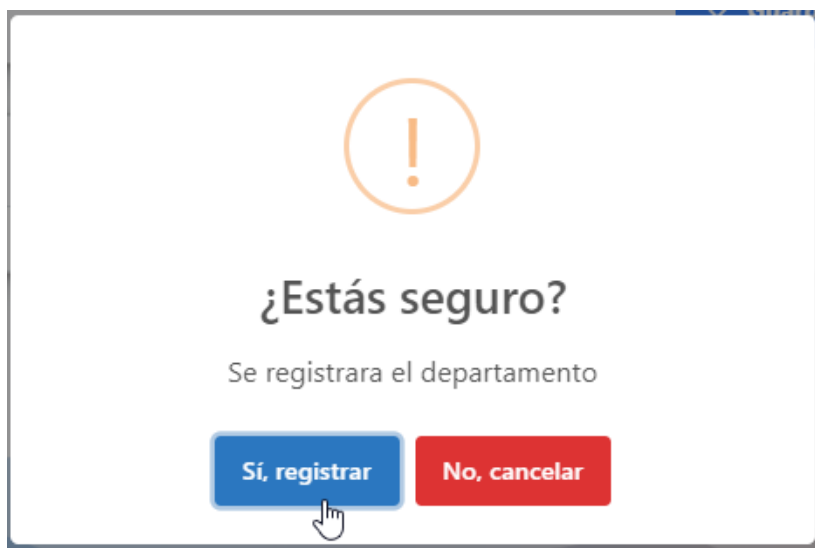 !
¿Estás seguro?
Se registrara el departamento
Sí, registrar
No, cancelar